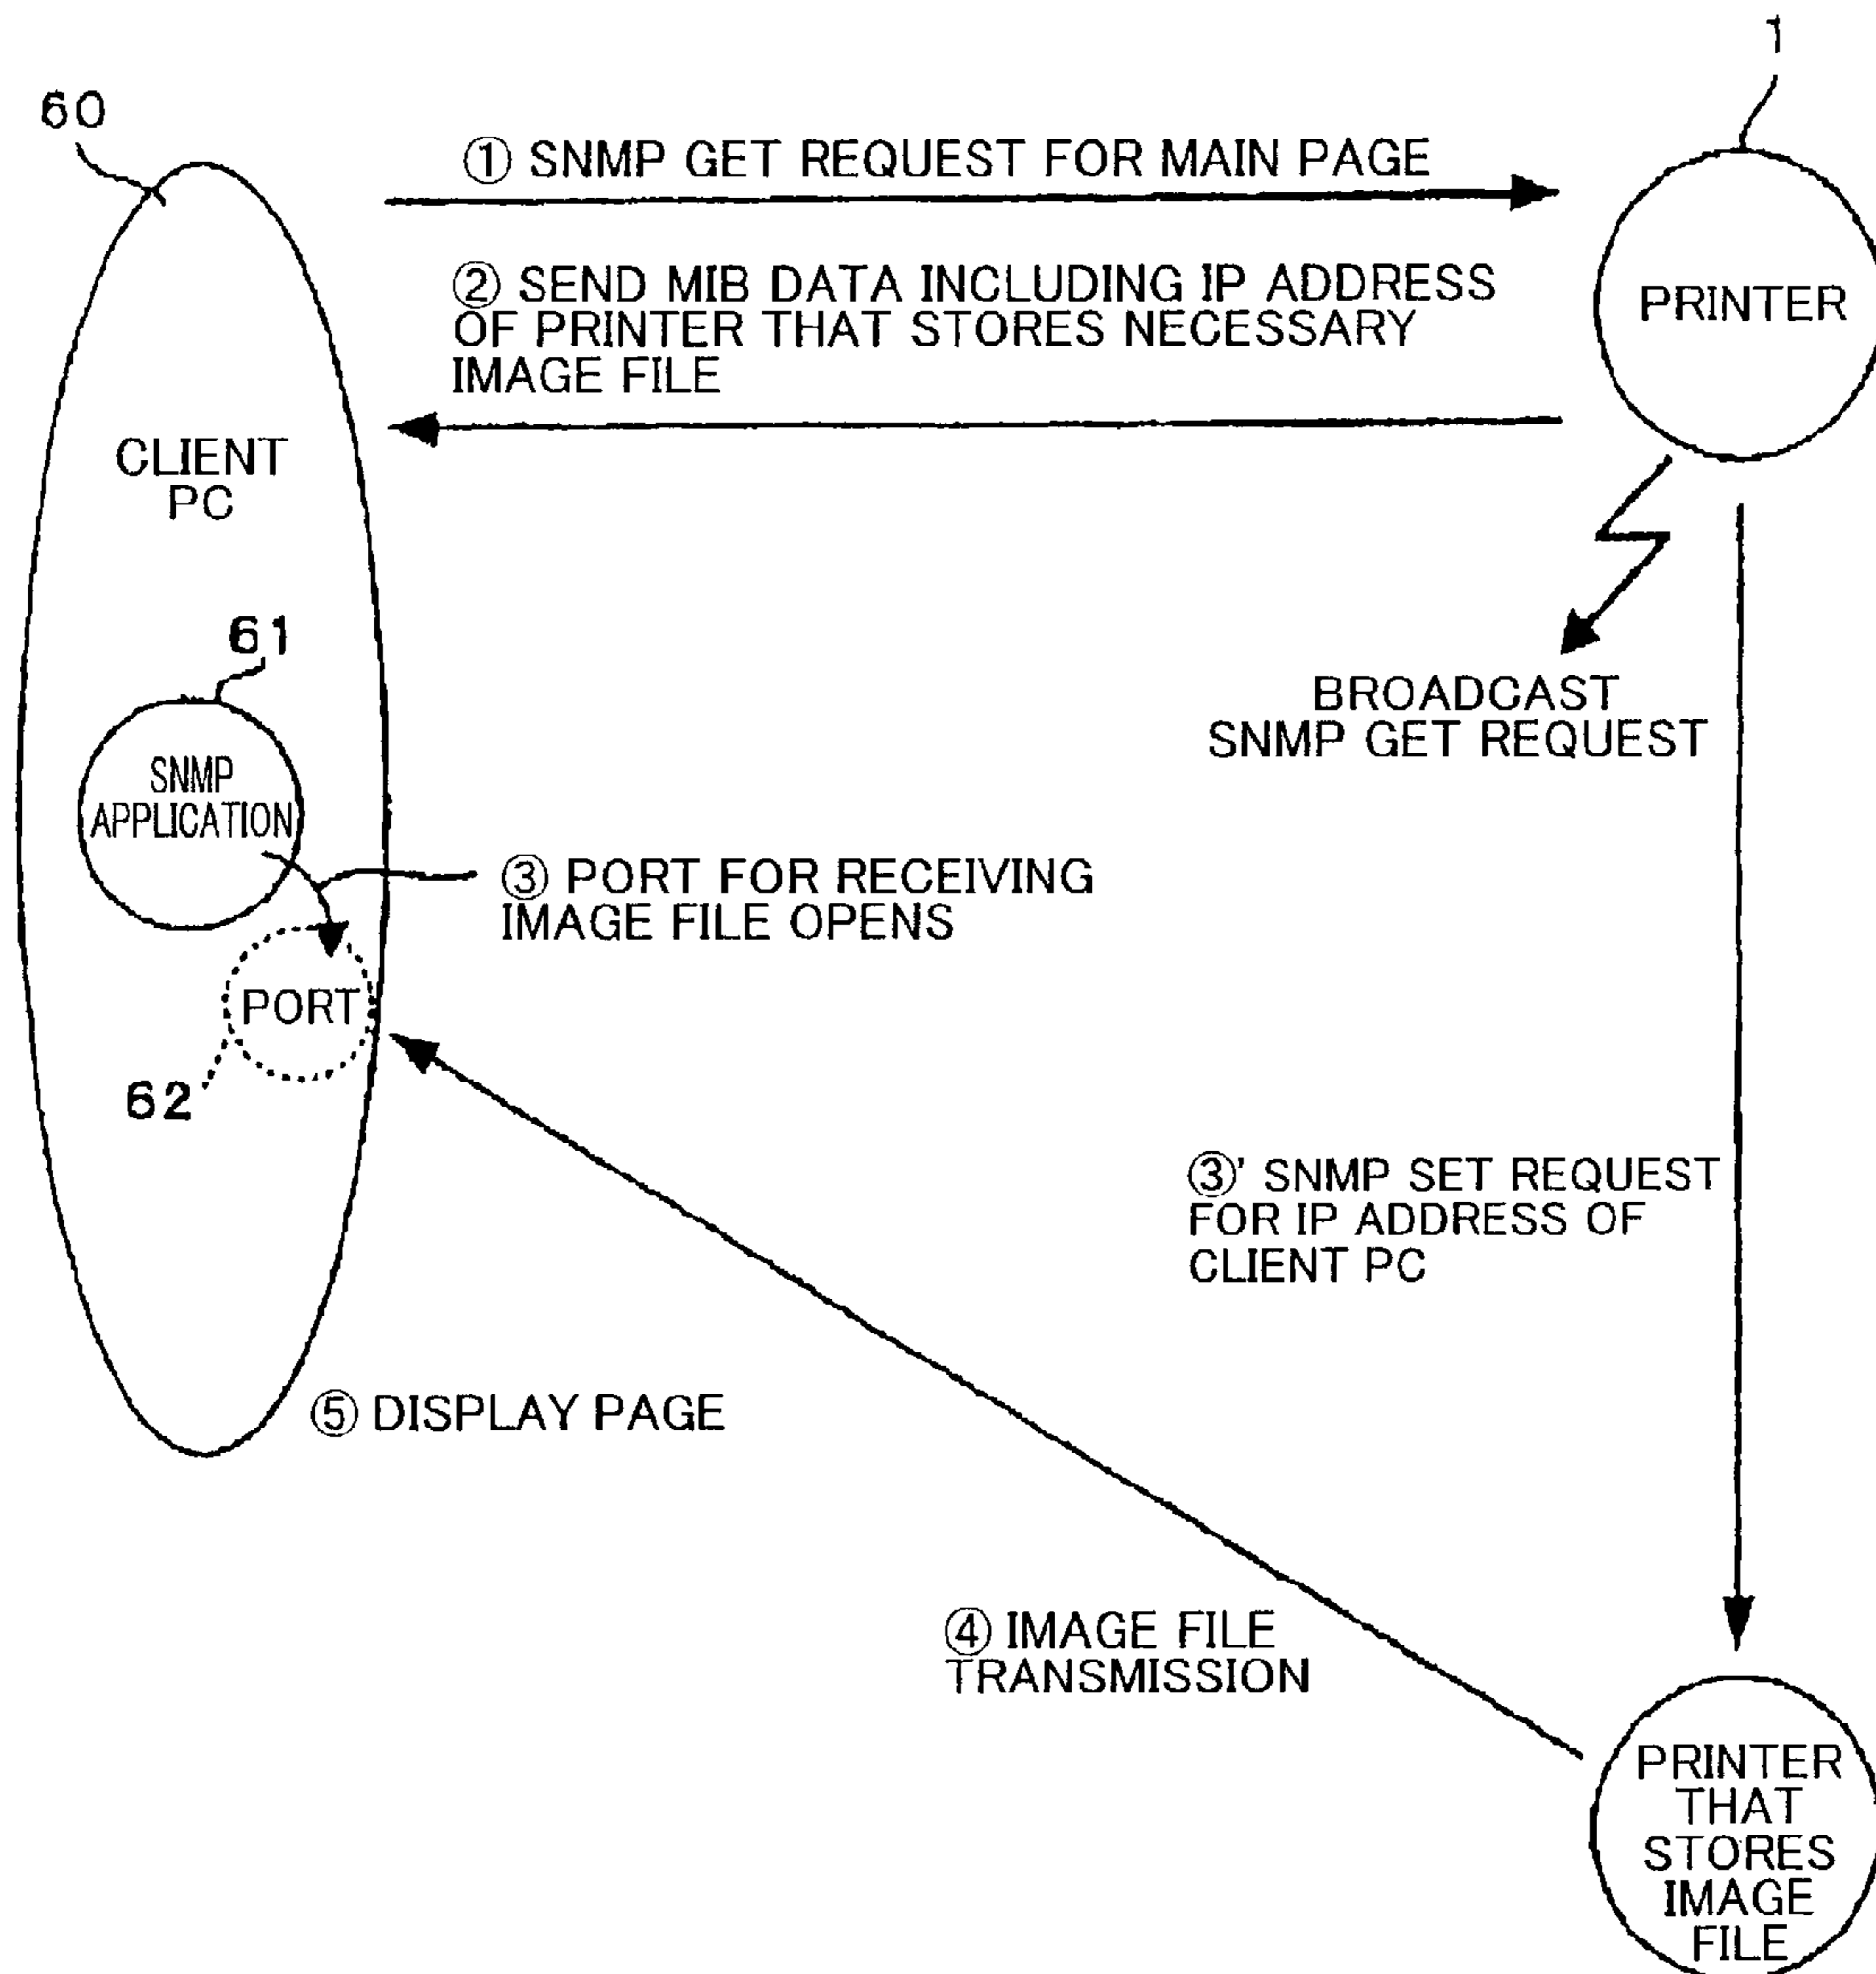 1
60
① SNMP GET REQUEST FOR MAIN PAGE
② SEND MIB DATA INCLUDING IP ADDRESS
OF PRINTER THAT STORES NECESSARY
IMAGE FILE
PRINTER
CLIENT
PC
61
BROADCAST
SNMP GET REQUEST
SNMP
APPLICATION
③ PORT FOR RECEIVING
IMAGE FILE OPENS
PORT
62
③' SNMP SET REQUEST
FOR IP ADDRESS OF
CLIENT PC
⑤ DISPLAY PAGE
④ IMAGE FILE
TRANSMISSION
PRINTER
THAT
STORES
IMAGE
FILE